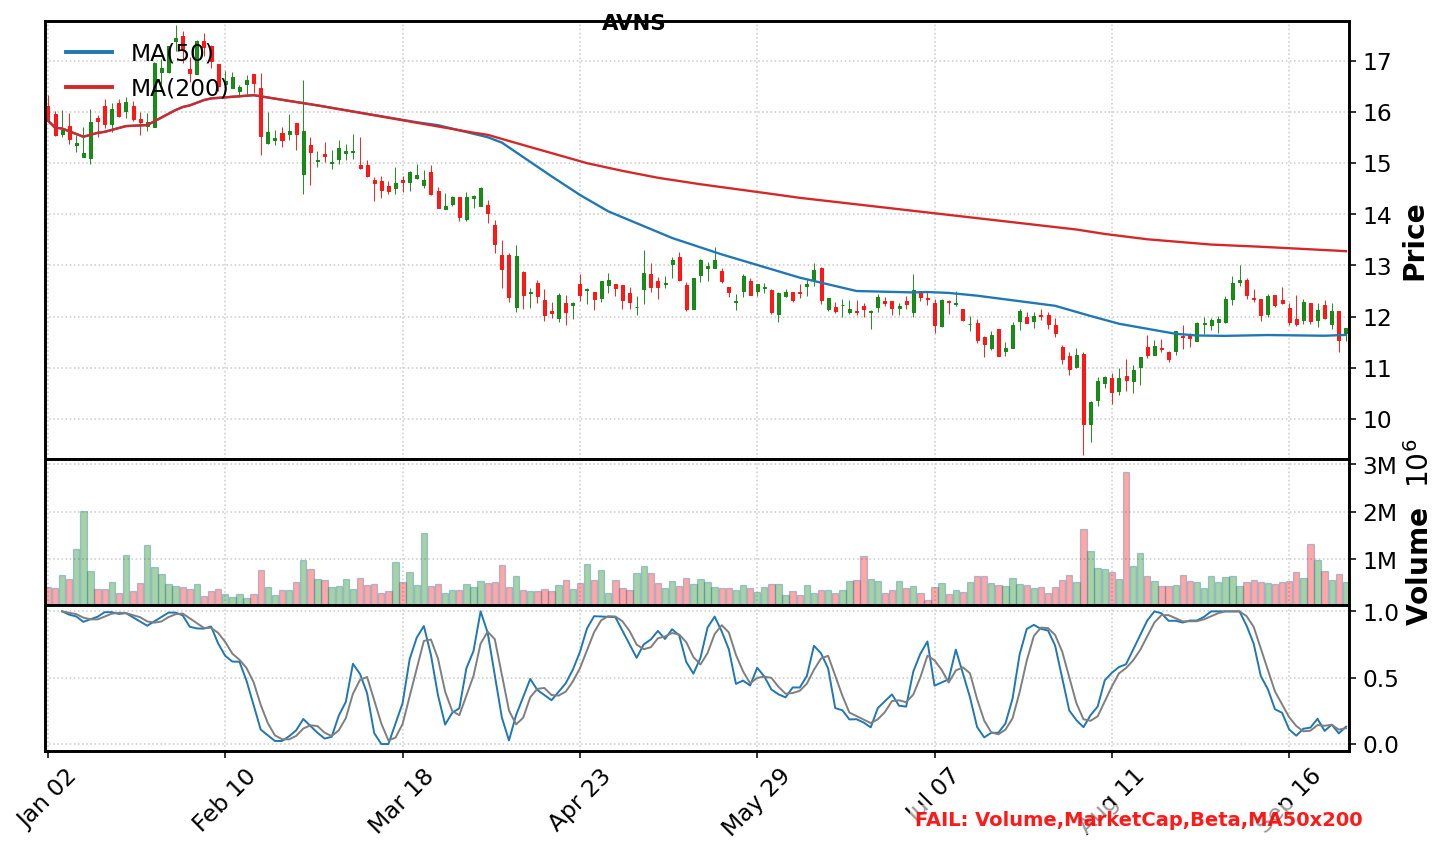 AVNS
MA(50)
MA(200)
17
16
15
14
13
12
11
10
Price
3M
2M
1M
Volume 10^6
1.0
0.5
0.0
Jan 02
Feb 10
Mar 18
Apr 23
May 29
Jul 07
Aug 11
Sep 16
FAIL: Volume,MarketCap,Beta,MA50x200